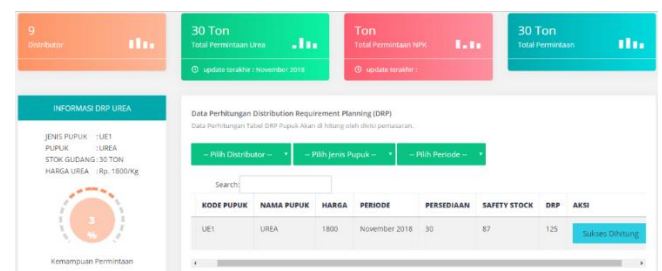 9
Distributor
30 Ton
Total Permintaan Urea
update terakhir : November 2018
Ton
Total Permintaan NPK
update terakhir :
30 Ton
Total Permintaan
INFORMASI DRP UREA
JENIS PUPUK : UE1
PUPUK : UREA
STOK GUDANG : 30 TON
HARGA UREA : Rp. 1800/Kg
3
%
Kemampuan Permintaan
Data Perhitungan Distribution Requirement Planning (DRP)
Data Perhitungan Tabel DRP Pupuk Akan di hitung oleh divisi pemasaran.
-- Pilih Distributor --
-- Pilih Jenis Pupuk --
-- Pilih Periode --
Search:
KODE PUPUK NAMA PUPUK HARGA PERIODE PERSEDIAAN SAFETY STOCK DRP AKSI
UE1 UREA 1800 November 2018 30 87 125 Sukses Dihitung